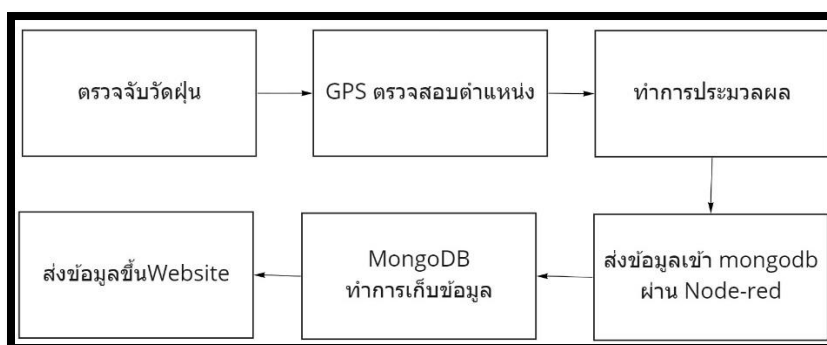 ตรวจจับวัดฝุ่น
GPS ตรวจสอบตำแหน่ง
ทำการประมวลผล
ส่งข้อมูลเข้า mongodb
ผ่าน Node-red
MongoDB
ทำการเก็บข้อมูล
ส่งข้อมูลขึ้นWebsite